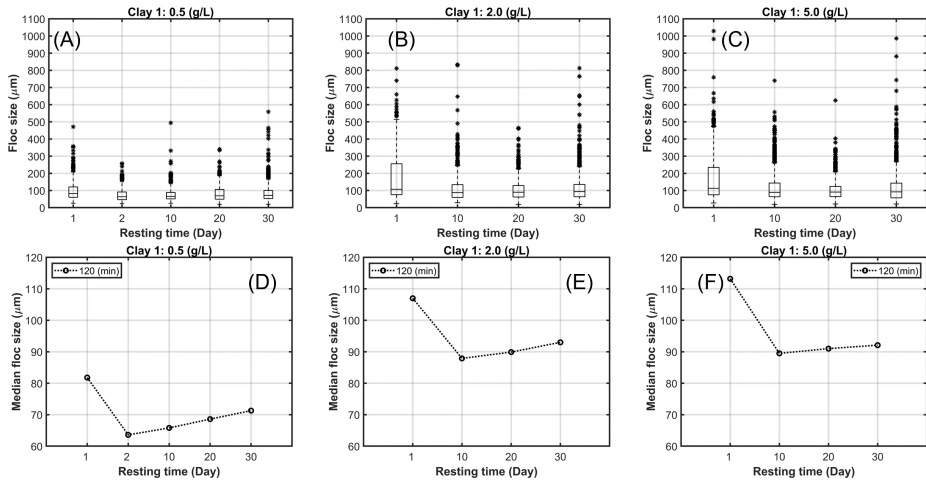 Clay 1: 0.5 (g/L)
(A)
Floc size (μm)
1100
1000
900
800
700
600
500
400
300
200
100
0
1 2 10 20 30
Resting time (Day)
Clay 1: 2.0 (g/L)
(B)
Floc size (μm)
1100
1000
900
800
700
600
500
400
300
200
100
0
1 10 20 30
Resting time (Day)
Clay 1: 5.0 (g/L)
(C)
Floc size (μm)
1100
1000
900
800
700
600
500
400
300
200
100
0
1 10 20 30
Resting time (Day)
Clay 1: 0.5 (g/L)
120 (min)
(D)
Median floc size (μm)
120
110
100
90
80
70
60
1 2 10 20 30
Resting time (Day)
Clay 1: 2.0 (g/L)
120 (min)
(E)
Median floc size (μm)
120
110
100
90
80
70
60
1 10 20 30
Resting time (Day)
Clay 1: 5.0 (g/L)
120 (min)
(F)
Median floc size (μm)
120
110
100
90
80
70
60
1 10 20 30
Resting time (Day)